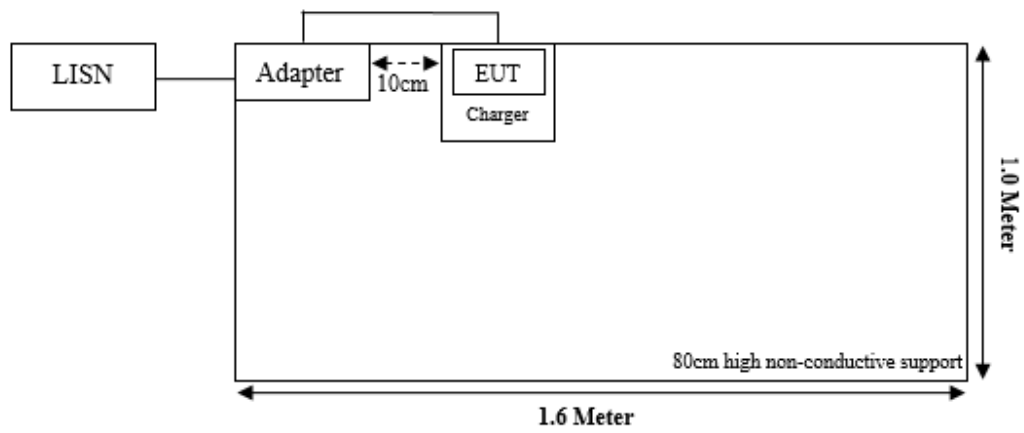 LISN
Adapter
10cm
EUT
Charger
1.0 Meter
80cm high non-conductive support
1.6 Meter